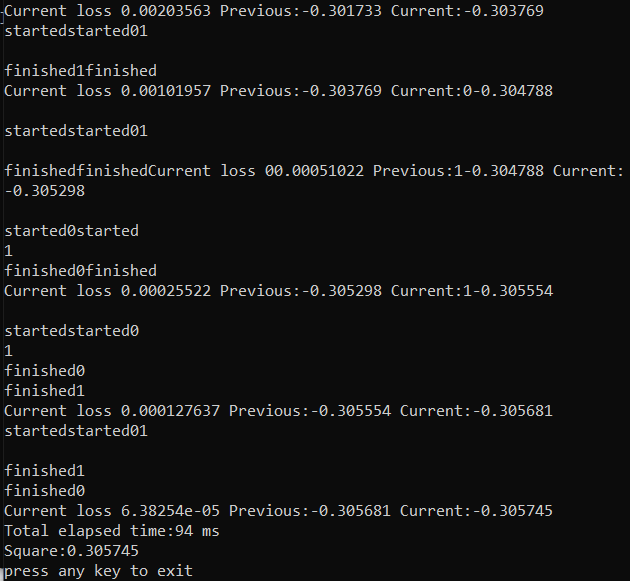 Current loss 0.00203563 Previous:-0.301733 Current:-0.303769
startedstarted01
finished1finished
Current loss 0.00101957 Previous:-0.303769 Current:0-0.304788
startedstarted01
finishedfinishedCurrent loss 00.00051022 Previous:1-0.304788 Current:
-0.305298
started0started
1
finished0finished
Current loss 0.00025522 Previous:-0.305298 Current:1-0.305554
startedstarted0
1
finished0
finished1
Current loss 0.000127637 Previous:-0.305554 Current:-0.305681
startedstarted01
finished1
finished0
Current loss 6.38254e-05 Previous:-0.305681 Current:-0.305745
Total elapsed time:94 ms
Square:0.305745
press any key to exit